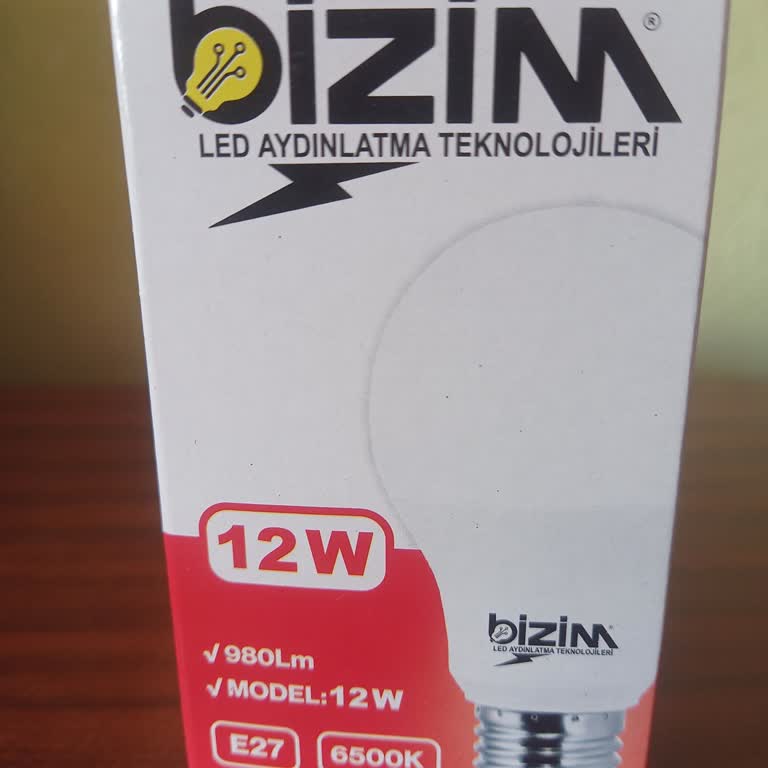 bizim®
LED AYDINLATMA TEKNOLOJİLERİ
12W
√ 980Lm
√ MODEL:12W
E27
6500K
bizim
LED AYDINLATMA TEKNOLOJİLERİ